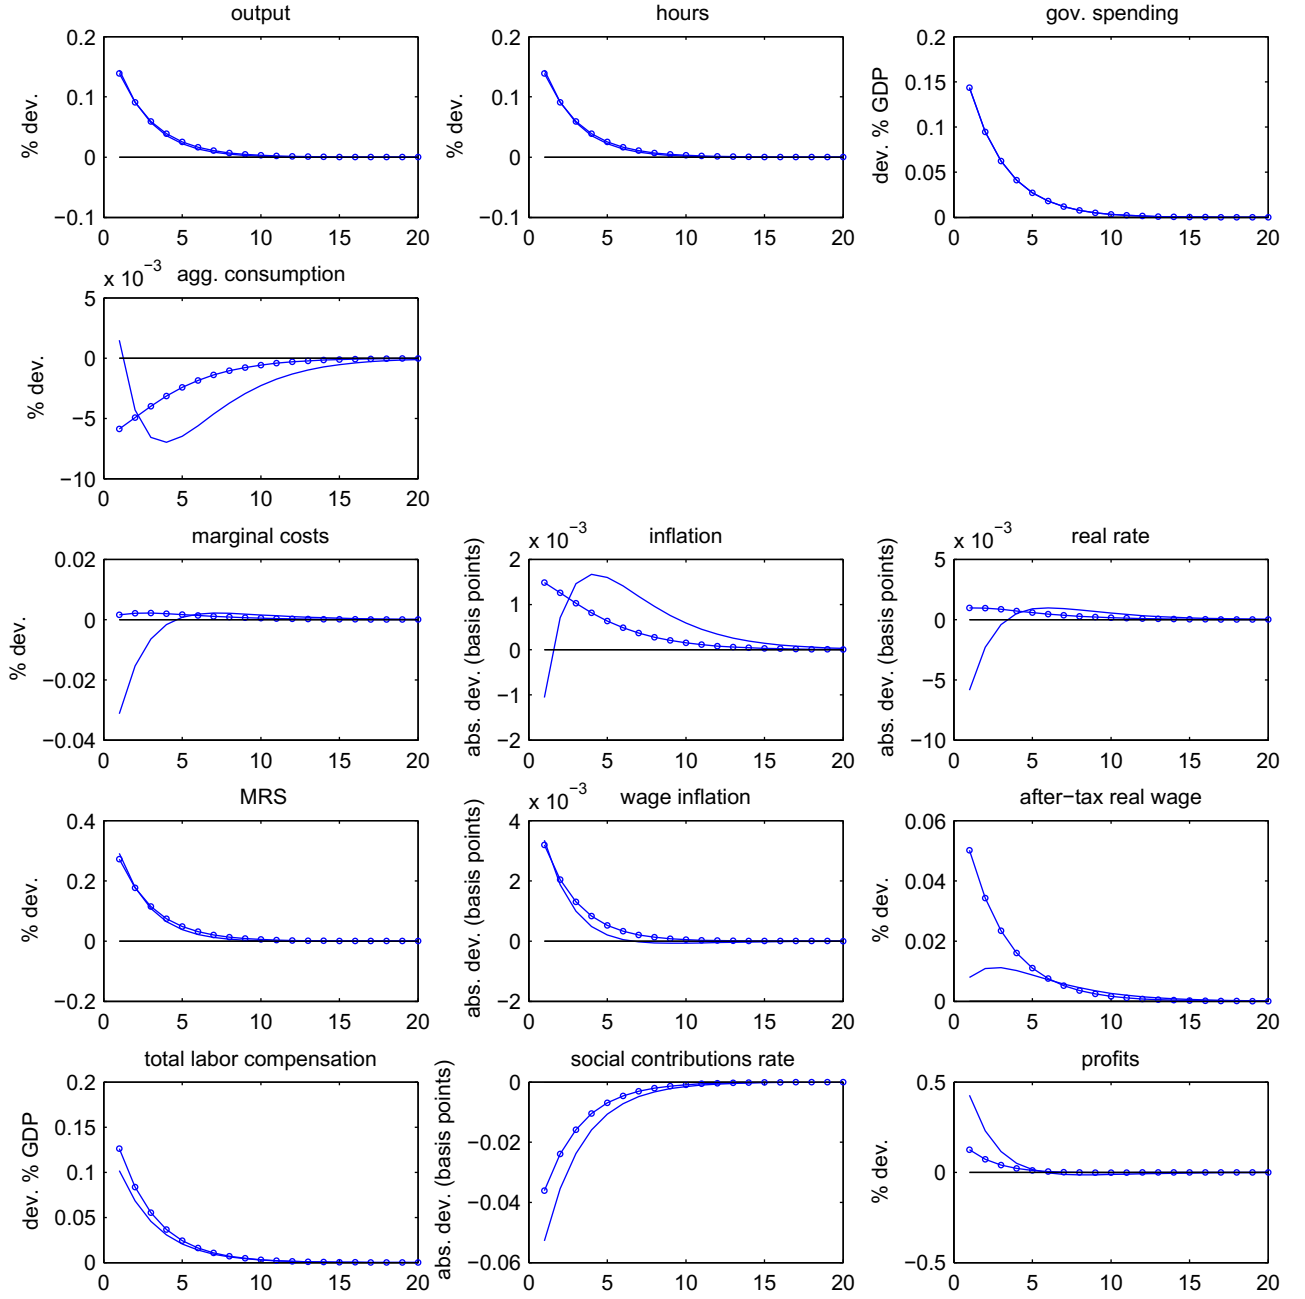 output
hours
gov. spending
% dev.
0.2
0.1
0
−0.1
0 5 10 15 20
% dev.
0.2
0.1
0
−0.1
0 5 10 15 20
dev. % GDP
0.2
0.15
0.1
0.05
0
0 5 10 15 20
x 10−3 agg. consumption
% dev.
5
0
−5
−10
0 5 10 15 20
marginal costs
% dev.
0.02
0
−0.02
−0.04
0 5 10 15 20
x 10−3 inflation
abs. dev. (basis points)
2
1
0
−1
−2
0 5 10 15 20
x 10−3 real rate
abs. dev. (basis points)
5
0
−5
−10
0 5 10 15 20
MRS
% dev.
0.4
0.2
0
−0.2
0 5 10 15 20
x 10−3 wage inflation
abs. dev. (basis points)
4
2
0
−2
0 5 10 15 20
after−tax real wage
% dev.
0.06
0.04
0.02
0
0 5 10 15 20
total labor compensation
dev. % GDP
0.2
0.15
0.1
0.05
0
0 5 10 15 20
social contributions rate
abs. dev. (basis points)
0
−0.02
−0.04
−0.06
0 5 10 15 20
profits
% dev.
0.5
0
−0.5
0 5 10 15 20